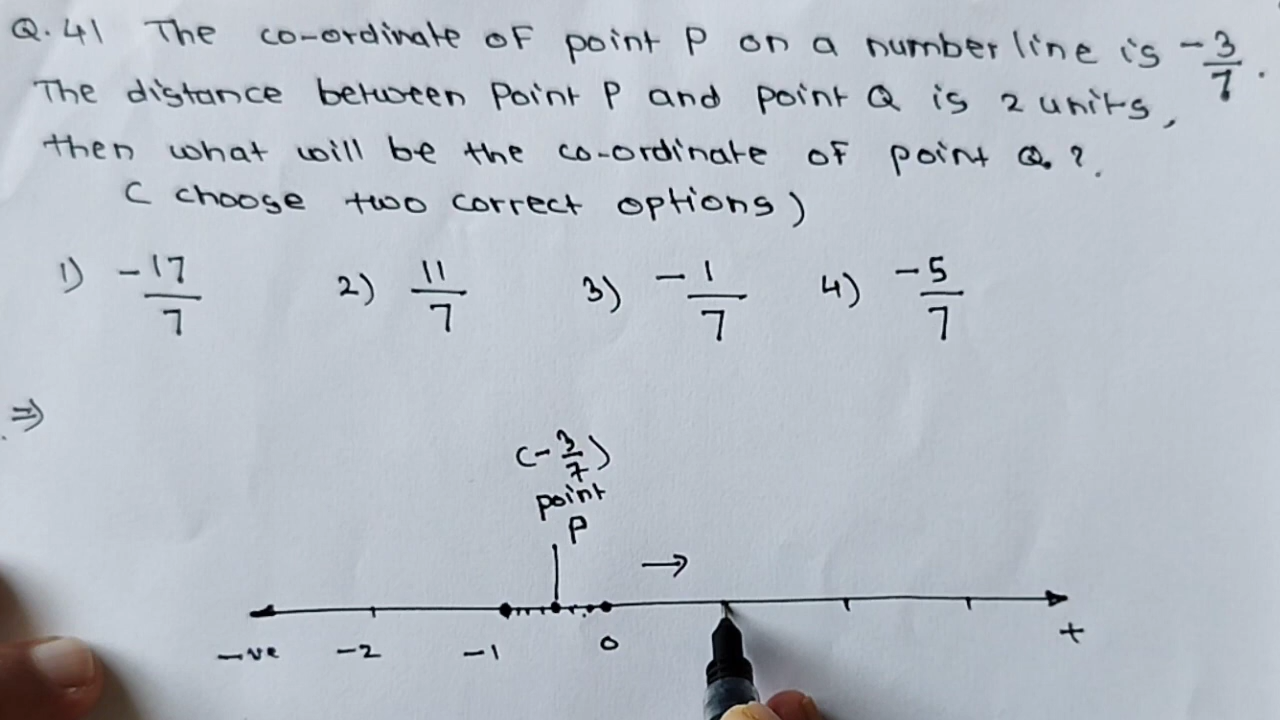 Q.41 The co-ordinate of point P on a number line is -3/7.
The distance between Point P and point Q is 2 units,
then what will be the co-ordinate of point Q.?
( choose two correct options)
1) -17/7 2) 11/7 3) -1/7 4) -5/7
⇒
(-3/7)
point
P
→
-ve -2 -1 0 +